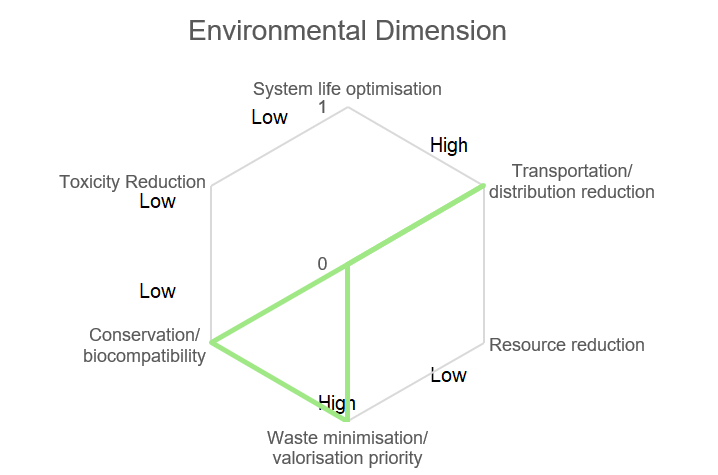 Environmental Dimension
System life optimisation
1
Low
High
Transportation/
distribution reduction
Toxicity Reduction
Low
0
Low
Conservation/
biocompatibility
Resource reduction
Low
High
Waste minimisation/
valorisation priority